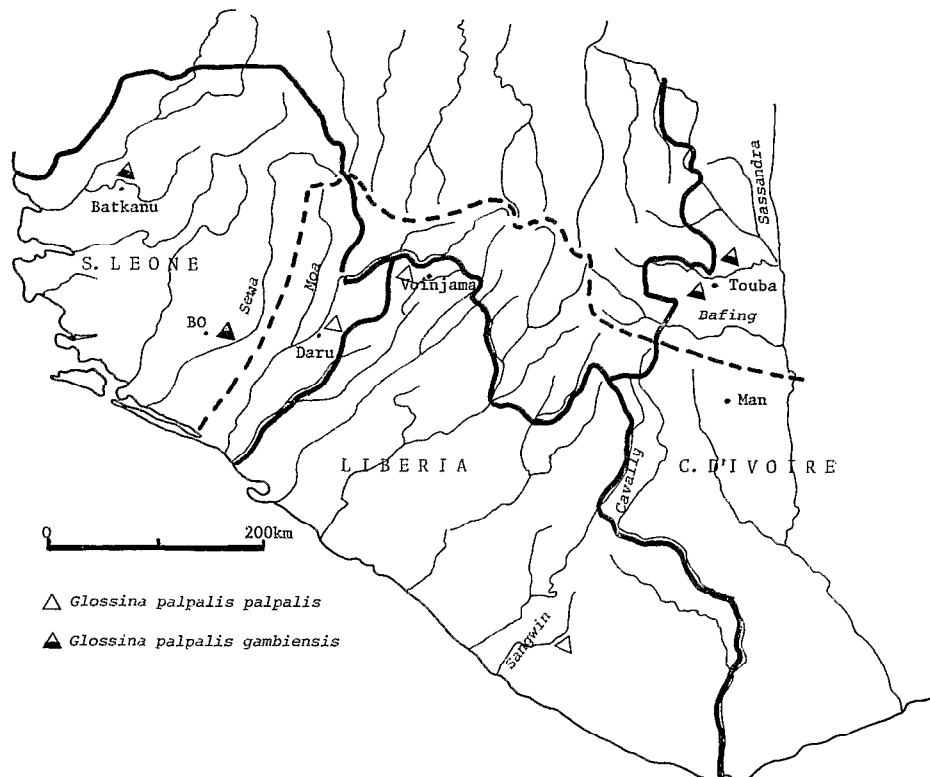 Sassandra
Batkanu
S. LEONE
Sewa
Moa
Voinjama
Touba
Bafing
BO
Daru
Man
LIBERIA
C. D'IVOIRE
Cavally
0 200km
Glossina palpalis palpalis
Glossina palpalis gambiensis
Sangwin